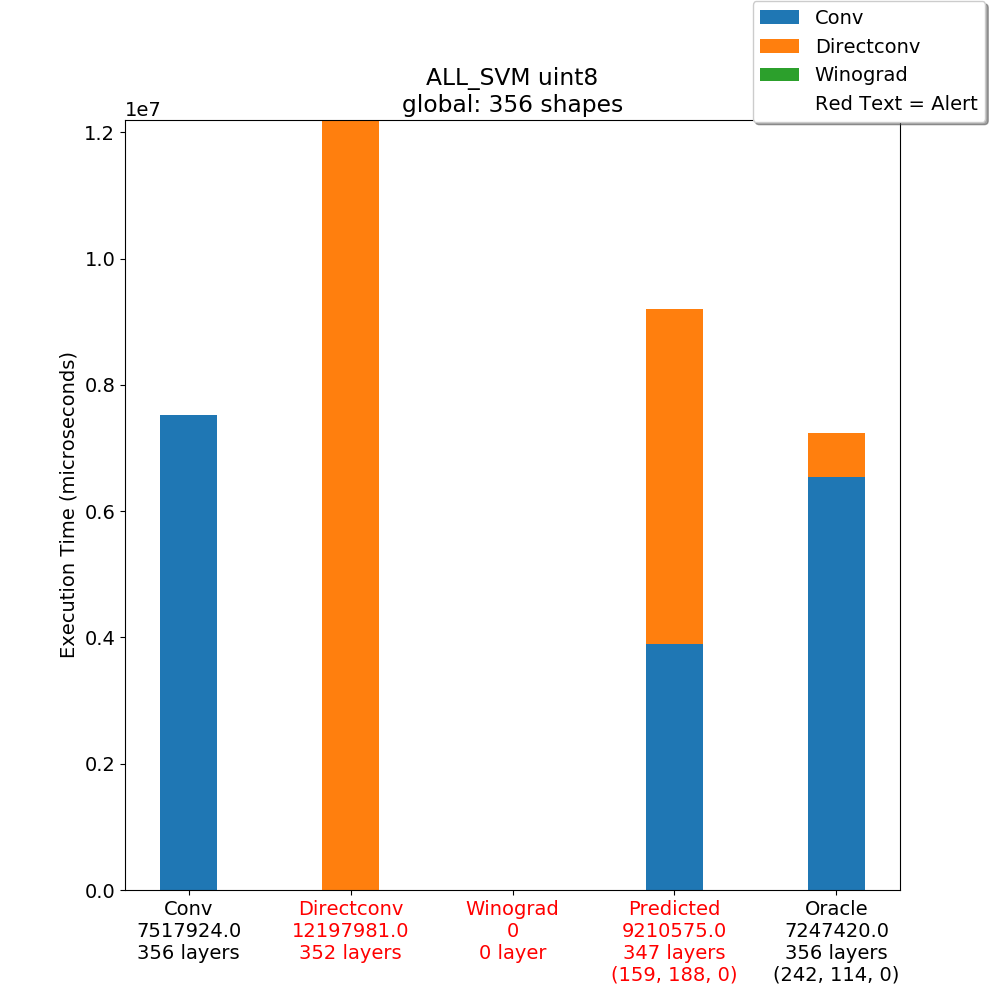 Conv
Directconv
Winograd
Red Text = Alert
ALL_SVM uint8
global: 356 shapes
1e7
1.2
1.0
0.8
0.6
0.4
0.2
0.0
Execution Time (microseconds)
Conv
7517924.0
356 layers
Directconv
12197981.0
352 layers
Winograd
0
0 layer
Predicted
9210575.0
347 layers
(159, 188, 0)
Oracle
7247420.0
356 layers
(242, 114, 0)